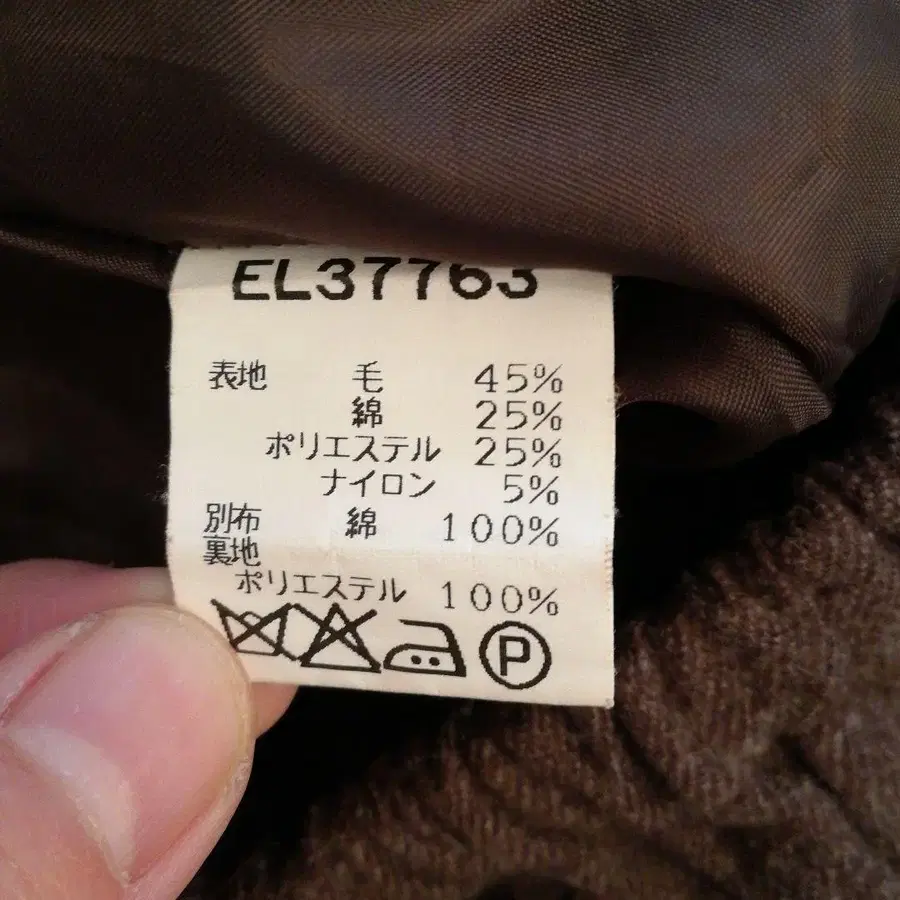 EL37763
表地 毛 45%
綿 25%
ポリエステル 25%
ナイロン 5%
別布 綿 100%
裏地
ポリエステル 100%
P